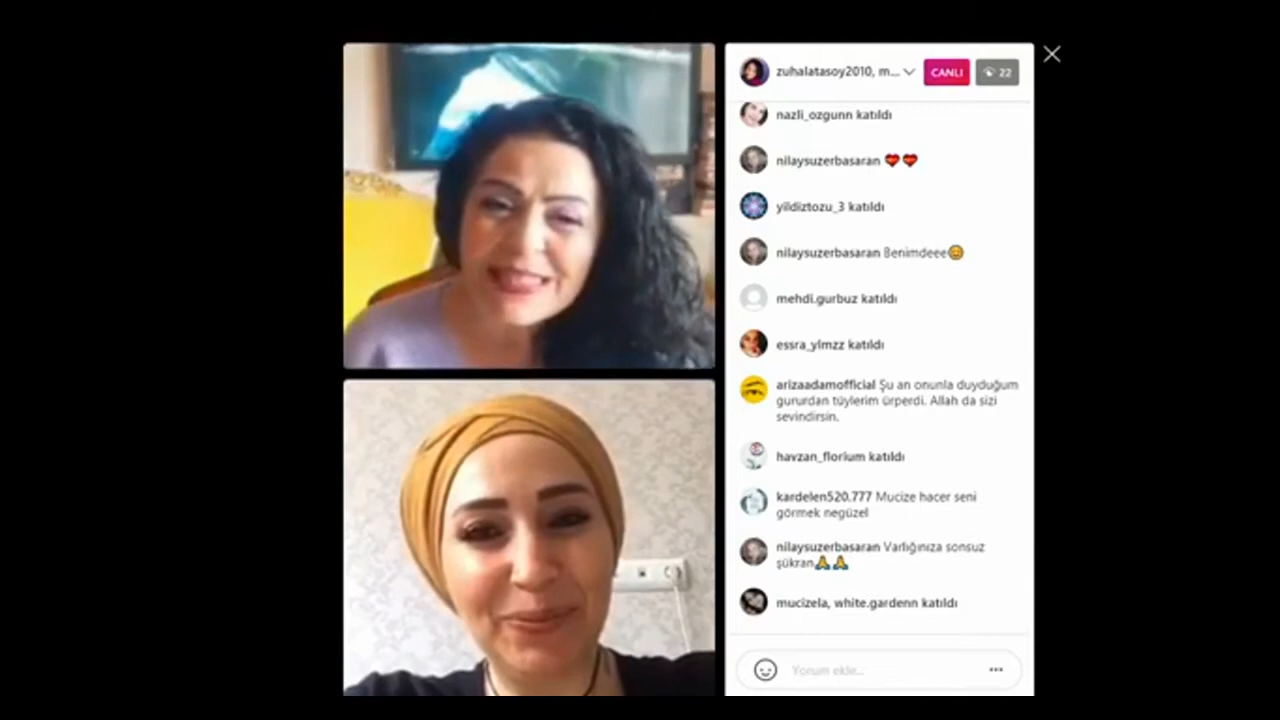 zuhalatasoy2010, m...
CANLI
22
nazli_ozgunn katıldı
nilaysuzerbasaran ❤️❤️
yildiztozu_3 katıldı
nilaysuzerbasaran Benimdeee😊
mehdi.gurbuz katıldı
essra_ylmzz katıldı
arizaadamofficial Şu an onunla duyduğum
gururdan tüylerim ürperdi. Allah da sizi
sevindirsin.
havzan_florium katıldı
kardelen520.777 Mucize hacer seni
görmek negüzel
nilaysuzerbasaran Varlığınıza sonsuz
şükran🙏🙏
mucizela, white.gardenn katıldı
Yorum ekle...